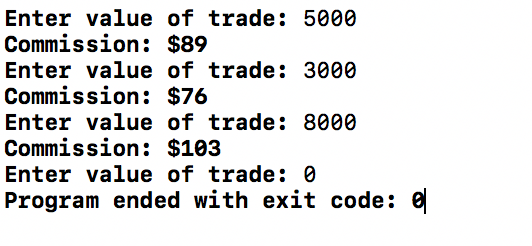 Enter value of trade: 5000
Commission: $89
Enter value of trade: 3000
Commission: $76
Enter value of trade: 8000
Commission: $103
Enter value of trade: 0
Program ended with exit code: 0